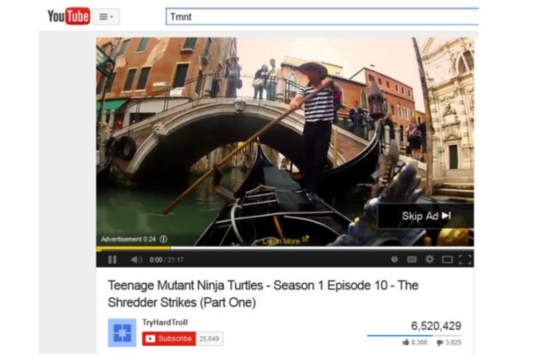 YouTube
Tmnt
Skip Ad
Advertisement 0:24
Learn More
0:00 / 21:17
Teenage Mutant Ninja Turtles - Season 1 Episode 10 - The
Shredder Strikes (Part One)
TryHardTroll
Subscribe 25,649
6,520,429
8,398 3,625